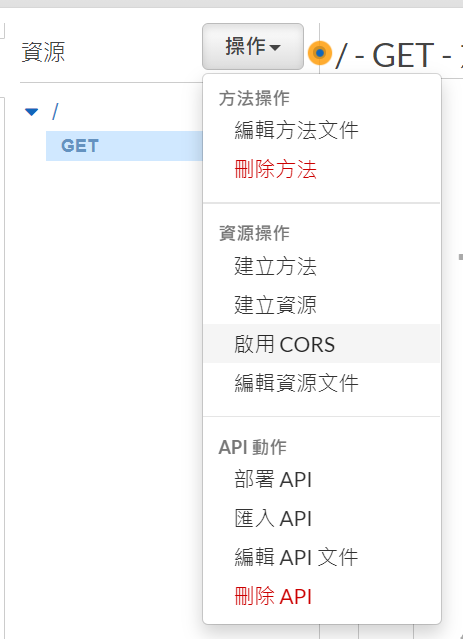 資源
操作
/ - GET -
/
GET
方法操作
編輯方法文件
刪除方法
資源操作
建立方法
建立資源
啟用 CORS
編輯資源文件
API 動作
部署 API
匯入 API
編輯 API 文件
刪除 API